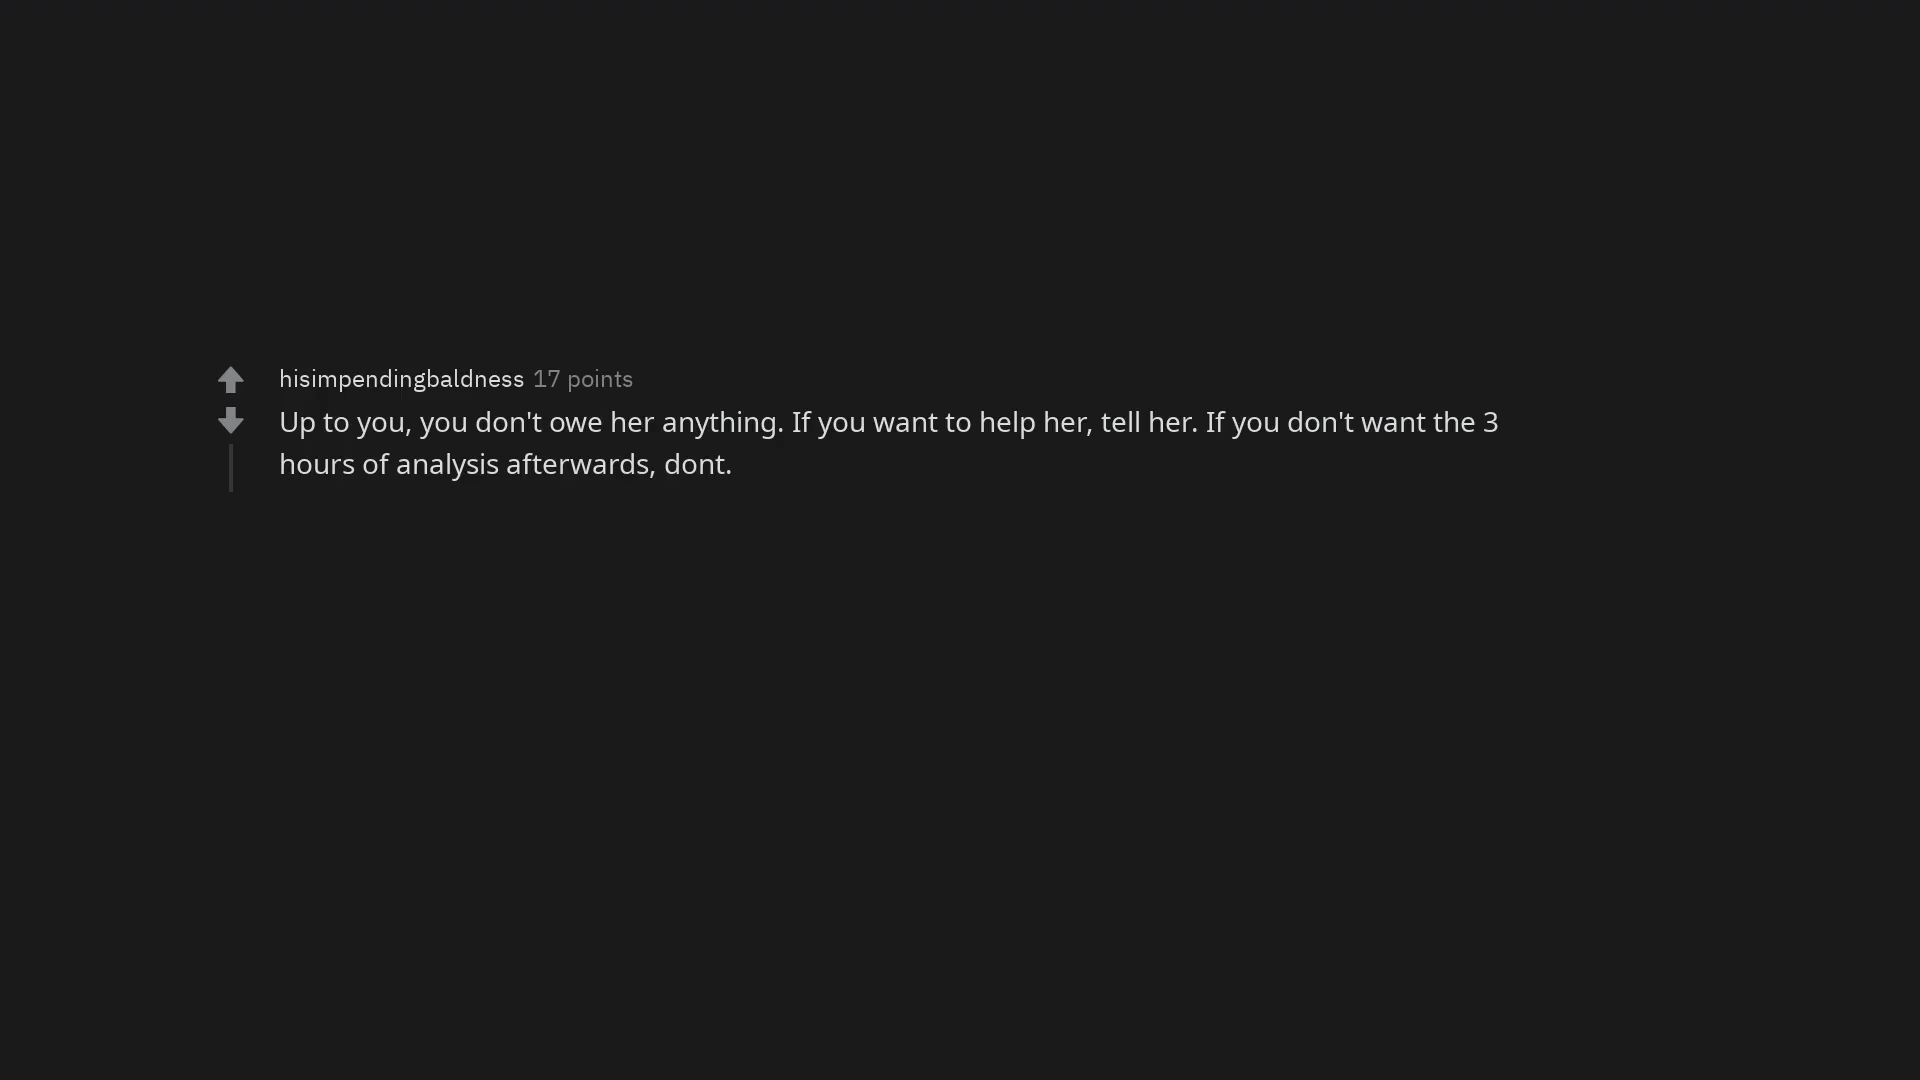 hisimpendingbaldness 17 points
Up to you, you don't owe her anything. If you want to help her, tell her. If you don't want the 3
hours of analysis afterwards, dont.